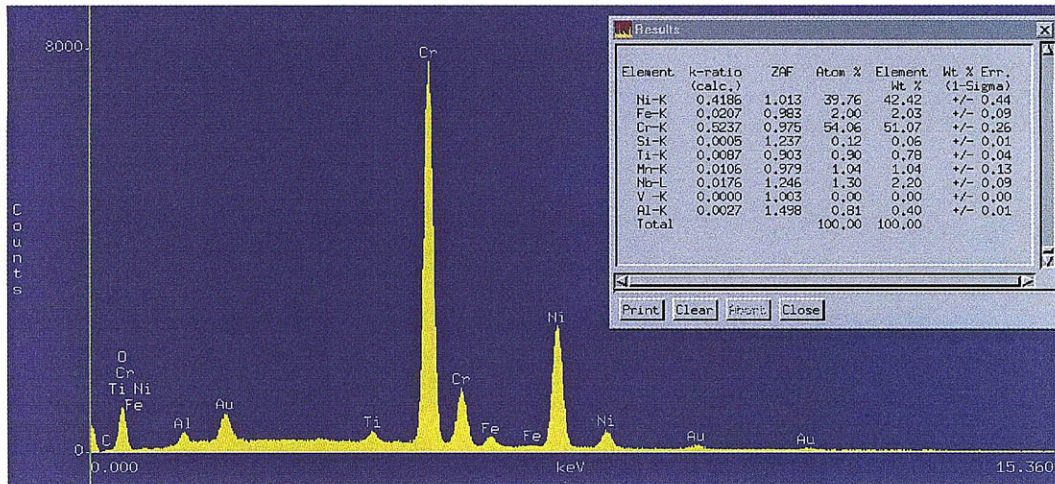 8000
Cr
Results
Element k-ratio ZAF Atom % Element Wt % Err.
(calc.) Wt % (1-Sigma)
Ni-K 0.4186 1.013 39.76 42.42 +/- 0.44
Fe-K 0.0207 0.983 2.00 2.03 +/- 0.09
Cr-K 0.5237 0.975 54.06 51.07 +/- 0.26
Si-K 0.0005 1.237 0.12 0.06 +/- 0.01
Ti-K 0.0087 0.903 0.90 0.78 +/- 0.04
Mn-K 0.0106 0.979 1.04 1.04 +/- 0.13
Nb-L 0.0176 1.246 1.30 2.20 +/- 0.09
V -K 0.0000 1.003 0.00 0.00 +/- 0.00
Al-K 0.0027 1.498 0.81 0.40 +/- 0.01
Total 100.00 100.00
Print Clear Abort Close
Counts
Ni
O
Cr Cr
Ti Ni
Fe
Au
C Al Ti Fe Fe Ni Au Au
0
0.000 keV 15.360